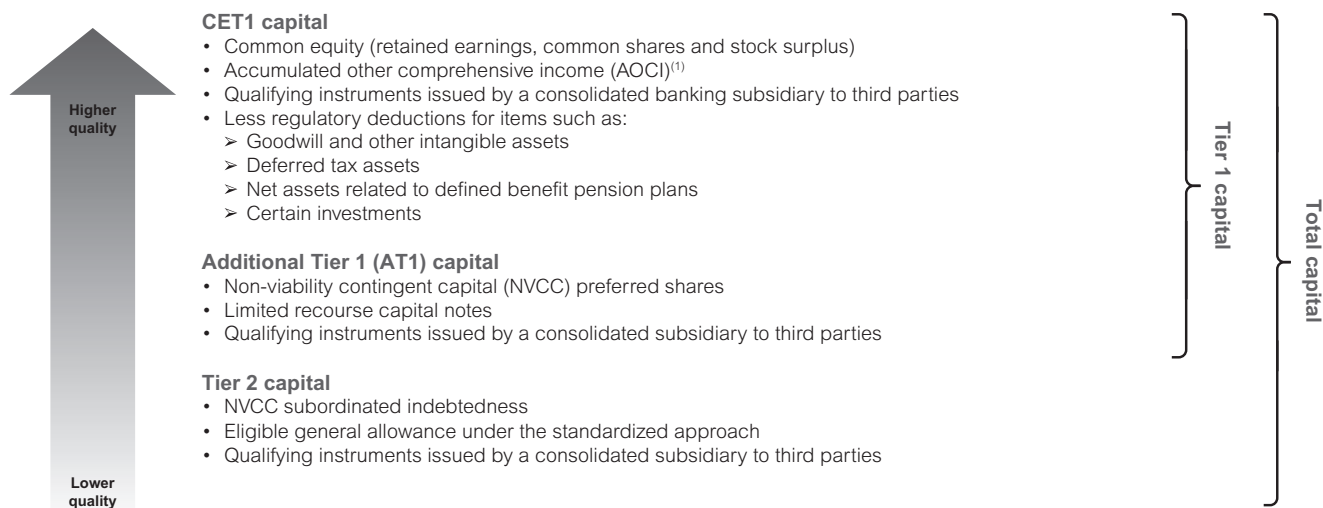 CET1 capital
• Common equity (retained earnings, common shares and stock surplus)
• Accumulated other comprehensive income (AOCI)(1)
• Qualifying instruments issued by a consolidated banking subsidiary to third parties
• Less regulatory deductions for items such as:
➢ Goodwill and other intangible assets
➢ Deferred tax assets
➢ Net assets related to defined benefit pension plans
➢ Certain investments
Additional Tier 1 (AT1) capital
• Non-viability contingent capital (NVCC) preferred shares
• Limited recourse capital notes
• Qualifying instruments issued by a consolidated subsidiary to third parties
Tier 2 capital
• NVCC subordinated indebtedness
• Eligible general allowance under the standardized approach
• Qualifying instruments issued by a consolidated subsidiary to third parties
Higher
quality
Lower
quality
Tier 1 capital
Total capital